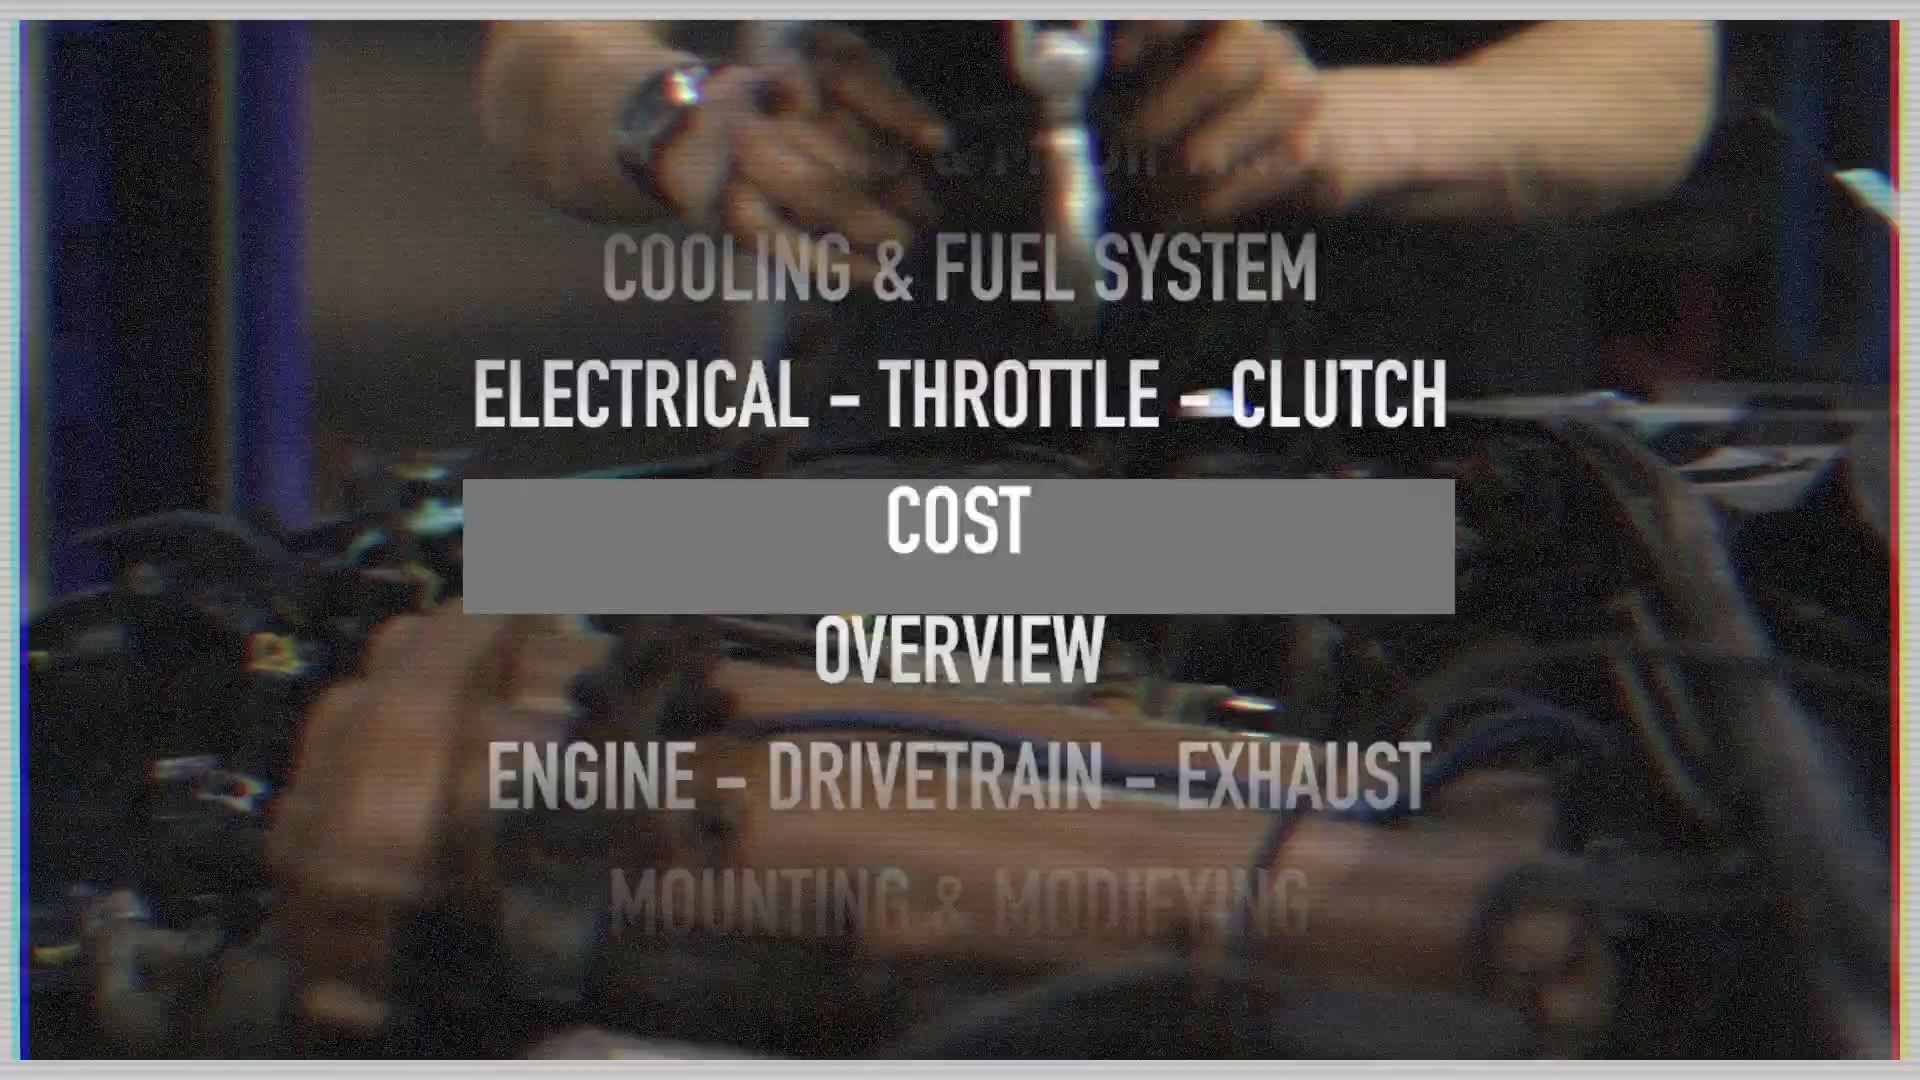 COOLING & FUEL SYSTEM
ELECTRICAL – THROTTLE – CLUTCH
COST
OVERVIEW
ENGINE – DRIVETRAIN – EXHAUST
MOUNTING & MODIFYING